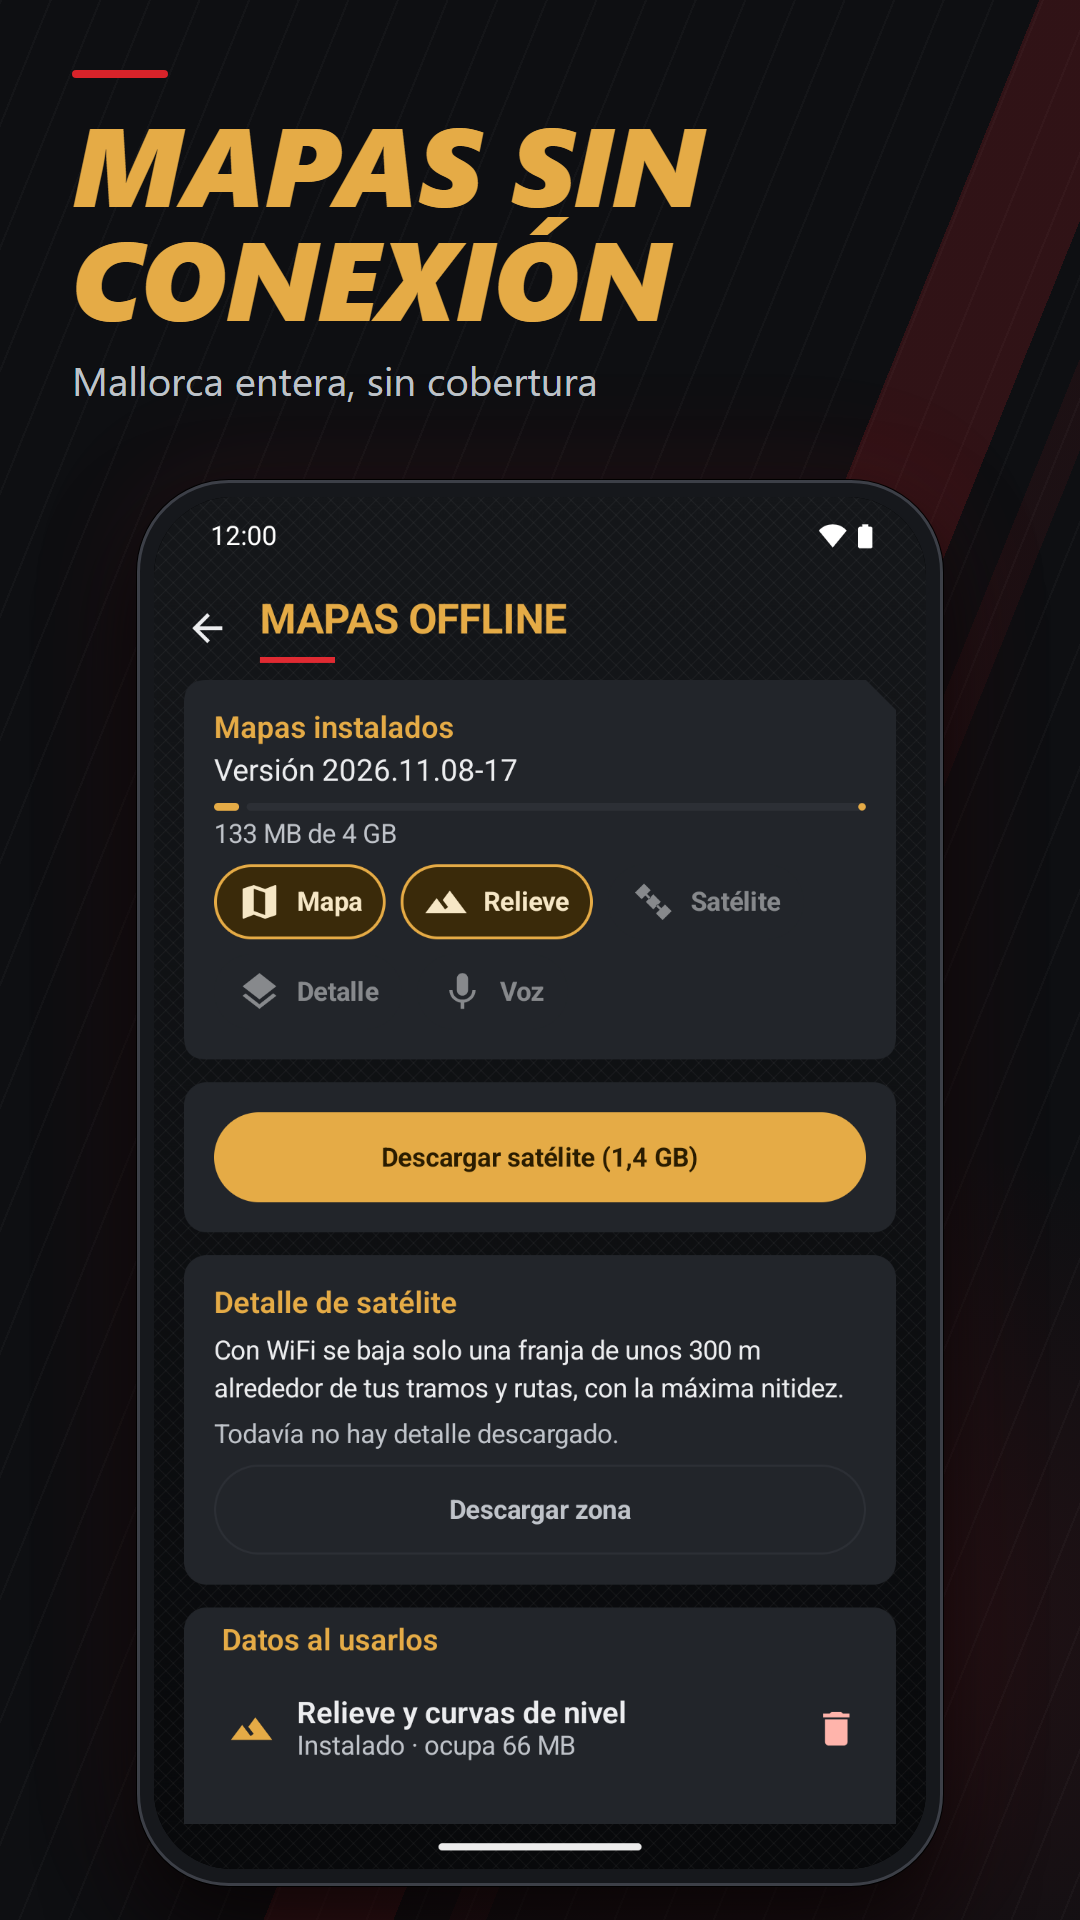 MAPAS SIN
CONEXIÓN
Mallorca entera, sin cobertura
12:00
MAPAS OFFLINE
Mapas instalados
Versión 2026.11.08-17
133 MB de 4 GB
Mapa
Relieve
Satélite
Detalle
Voz
Descargar satélite (1,4 GB)
Detalle de satélite
Con WiFi se baja solo una franja de unos 300 m
alrededor de tus tramos y rutas, con la máxima nitidez.
Todavía no hay detalle descargado.
Descargar zona
Datos al usarlos
Relieve y curvas de nivel
Instalado · ocupa 66 MB